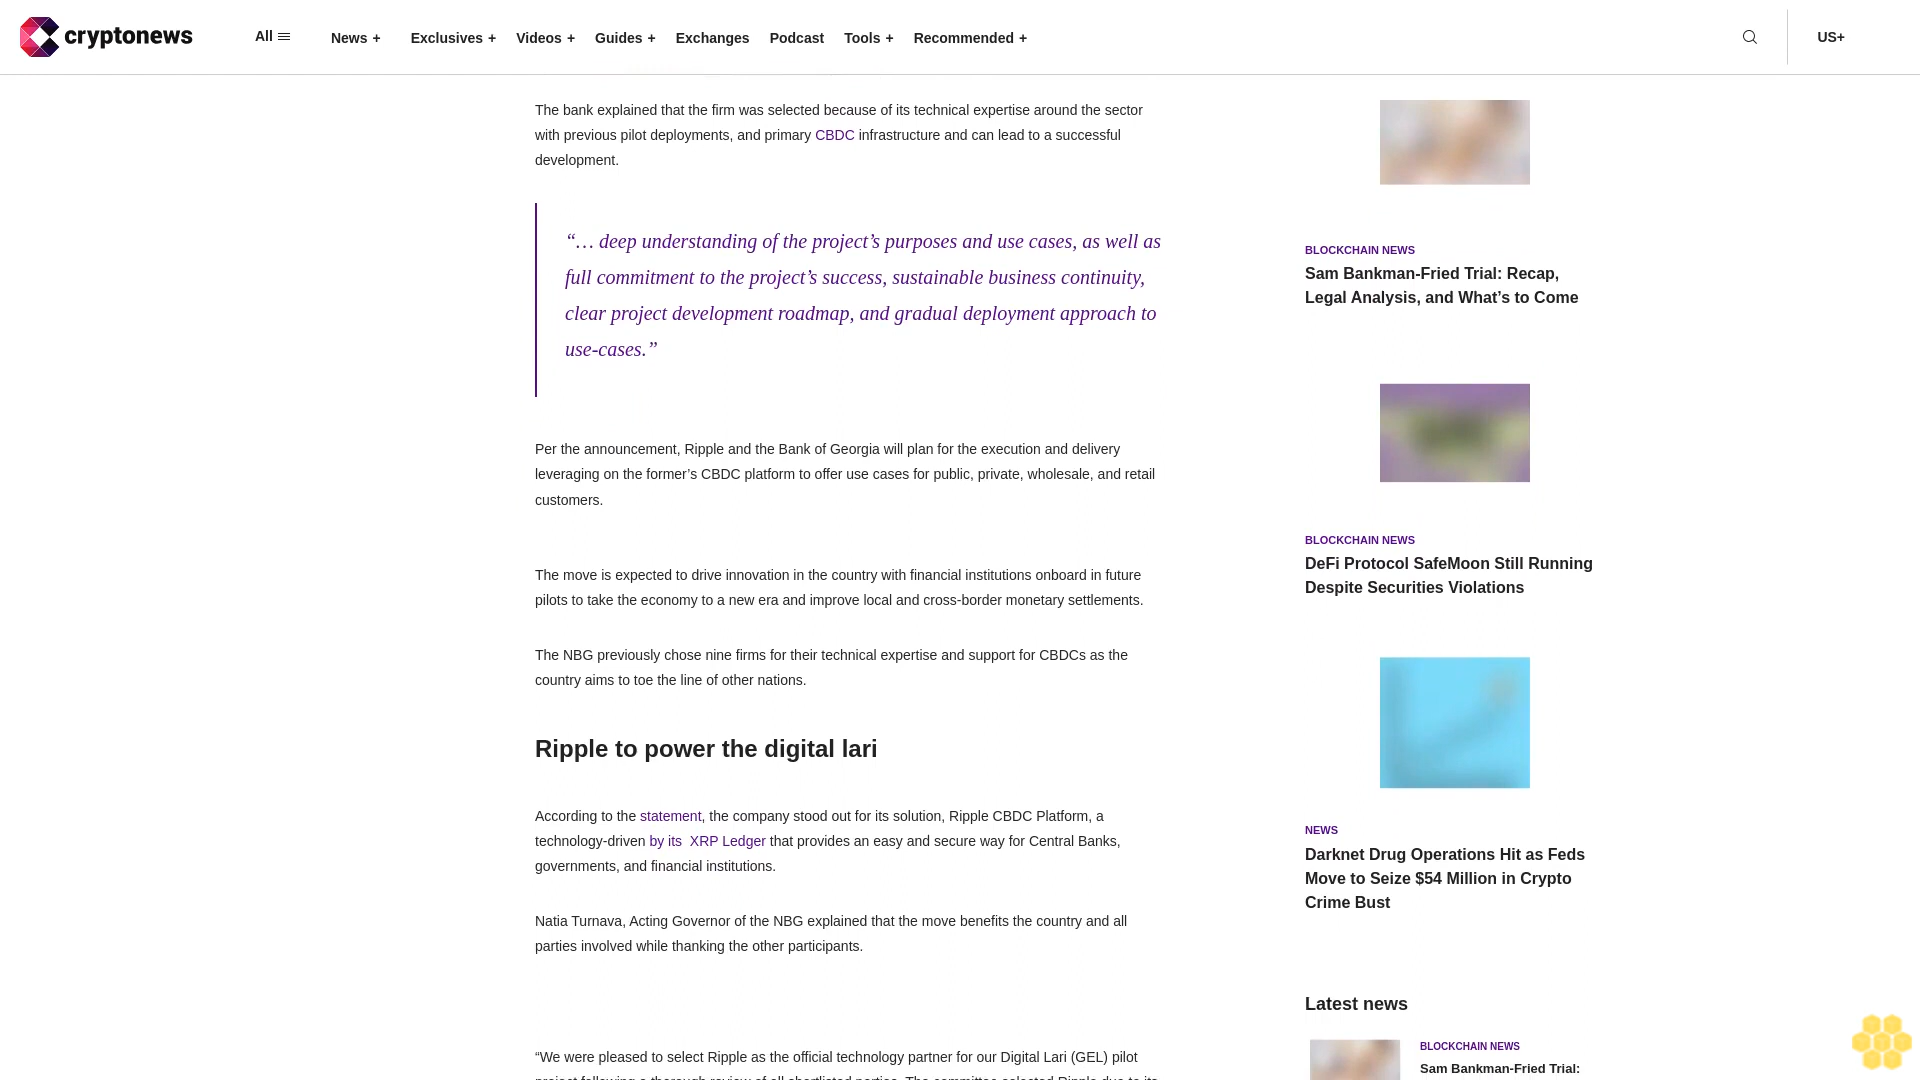 cryptonews
All
News +
Exclusives +
Videos +
Guides +
Exchanges
Podcast
Tools +
Recommended +
US+
The bank explained that the firm was selected because of its technical expertise around the sector
with previous pilot deployments, and primary CBDC infrastructure and can lead to a successful
development.
“… deep understanding of the project’s purposes and use cases, as well as
full commitment to the project’s success, sustainable business continuity,
clear project development roadmap, and gradual deployment approach to
use-cases.”
Per the announcement, Ripple and the Bank of Georgia will plan for the execution and delivery
leveraging on the former’s CBDC platform to offer use cases for public, private, wholesale, and retail
customers.
The move is expected to drive innovation in the country with financial institutions onboard in future
pilots to take the economy to a new era and improve local and cross-border monetary settlements.
The NBG previously chose nine firms for their technical expertise and support for CBDCs as the
country aims to toe the line of other nations.
Ripple to power the digital lari
According to the statement, the company stood out for its solution, Ripple CBDC Platform, a
technology-driven by its  XRP Ledger that provides an easy and secure way for Central Banks,
governments, and financial institutions.
Natia Turnava, Acting Governor of the NBG explained that the move benefits the country and all
parties involved while thanking the other participants.
“We were pleased to select Ripple as the official technology partner for our Digital Lari (GEL) pilot
project following a thorough review of all shortlisted parties. The committee selected Ripple due to its
BLOCKCHAIN NEWS
Sam Bankman-Fried Trial: Recap,
Legal Analysis, and What’s to Come
BLOCKCHAIN NEWS
DeFi Protocol SafeMoon Still Running
Despite Securities Violations
NEWS
Darknet Drug Operations Hit as Feds
Move to Seize $54 Million in Crypto
Crime Bust
Latest news
BLOCKCHAIN NEWS
Sam Bankman-Fried Trial: